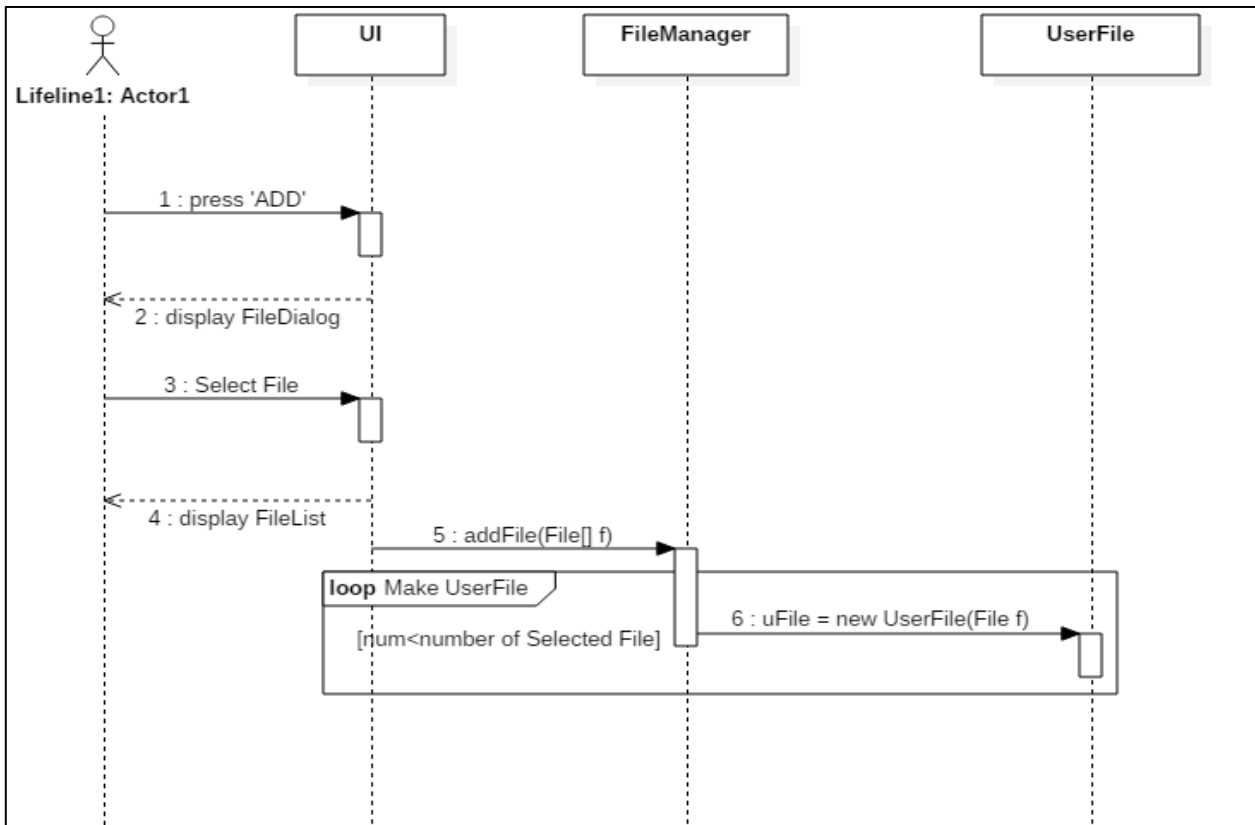 UI
FileManager
UserFile
Lifeline1: Actor1
1 : press 'ADD'
2 : display FileDialog
3 : Select File
4 : display FileList
5 : addFile(File[] f)
loop Make UserFile
6 : uFile = new UserFile(File f)
[num<number of Selected File]